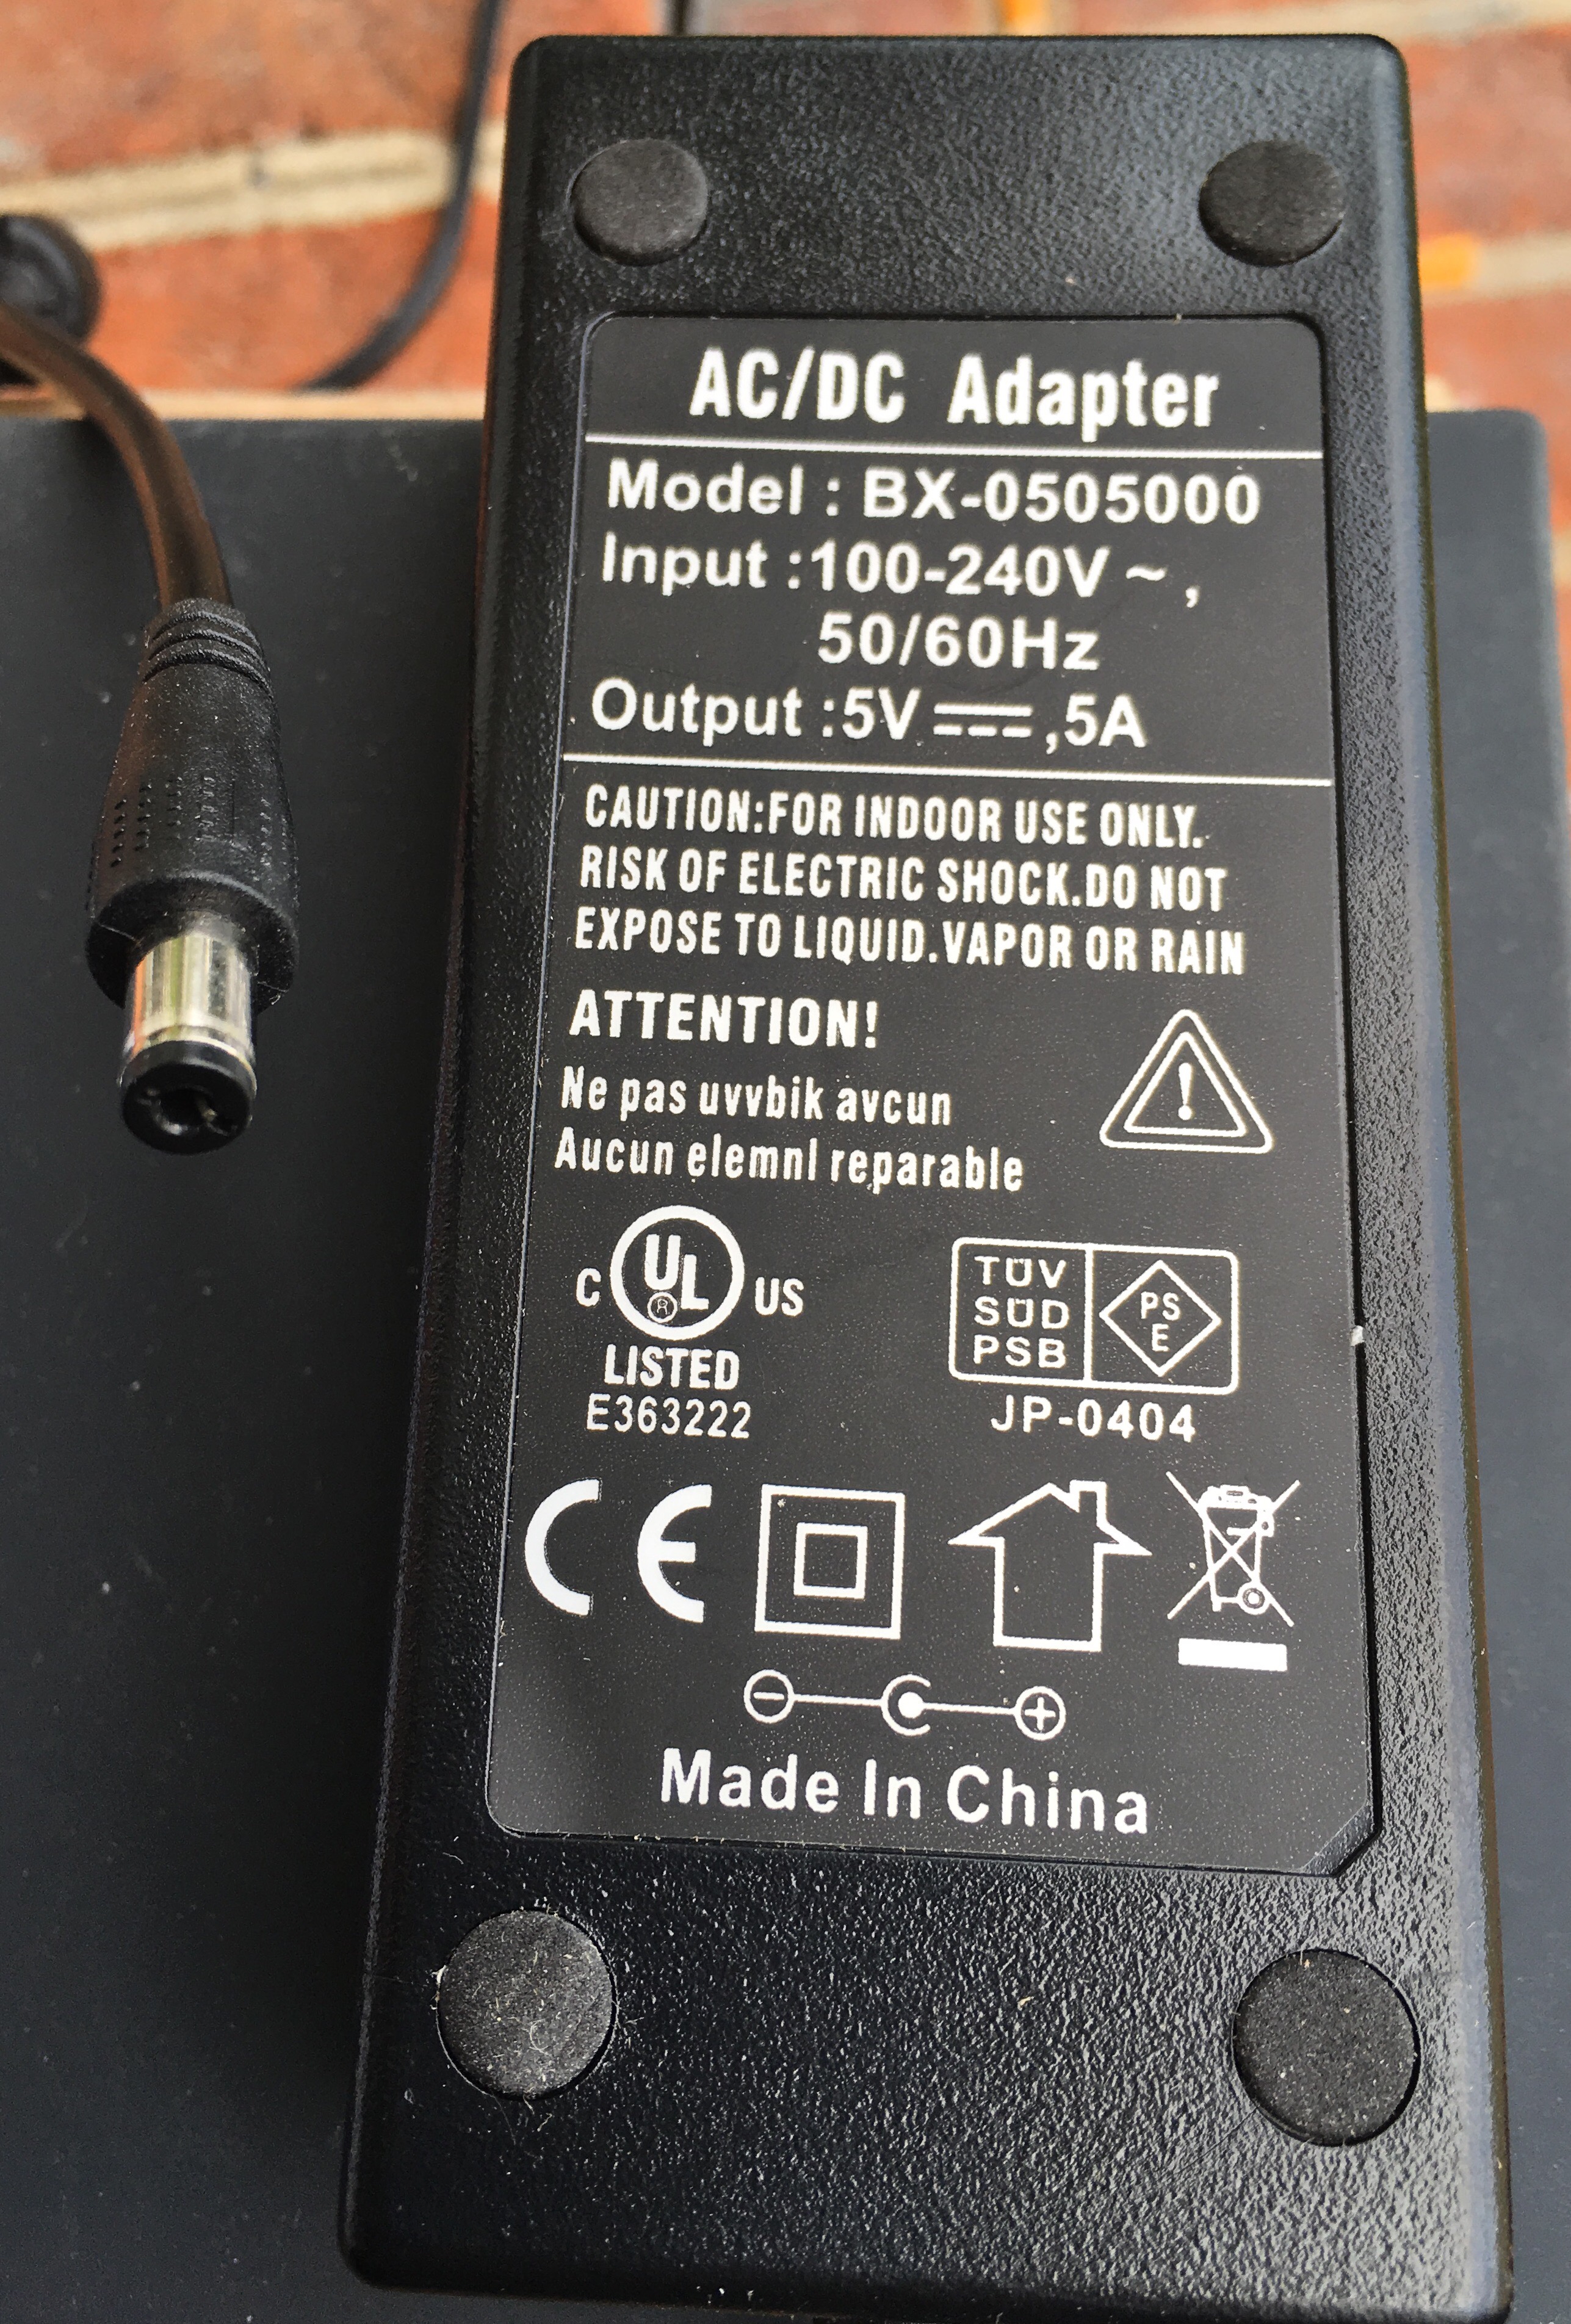 AC/DC Adapter
Model : BX-0505000
Input :100-240V ~ ,
50/60Hz
Output :5V ⎓ ,5A
CAUTION:FOR INDOOR USE ONLY.
RISK OF ELECTRIC SHOCK.DO NOT
EXPOSE TO LIQUID.VAPOR OR RAIN
ATTENTION!
Ne pas uvvbik avcun
Aucun elemnl reparable
!
C UL US
®
LISTED
E363222
TÜV
SÜD
PSB
PS
E
JP-0404
CE
Made In China